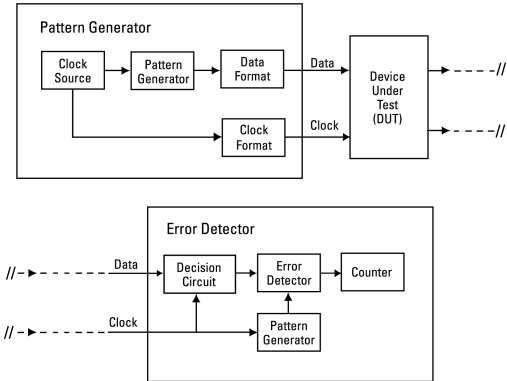 Pattern Generator
Clock
Source
Pattern
Generator
Data
Format
Data
Device
Under
Test
(DUT)
//
Clock
Format
Clock
//
Error Detector
//
Data
Decision
Circuit
Error
Detector
Counter
//
Clock
Pattern
Generator